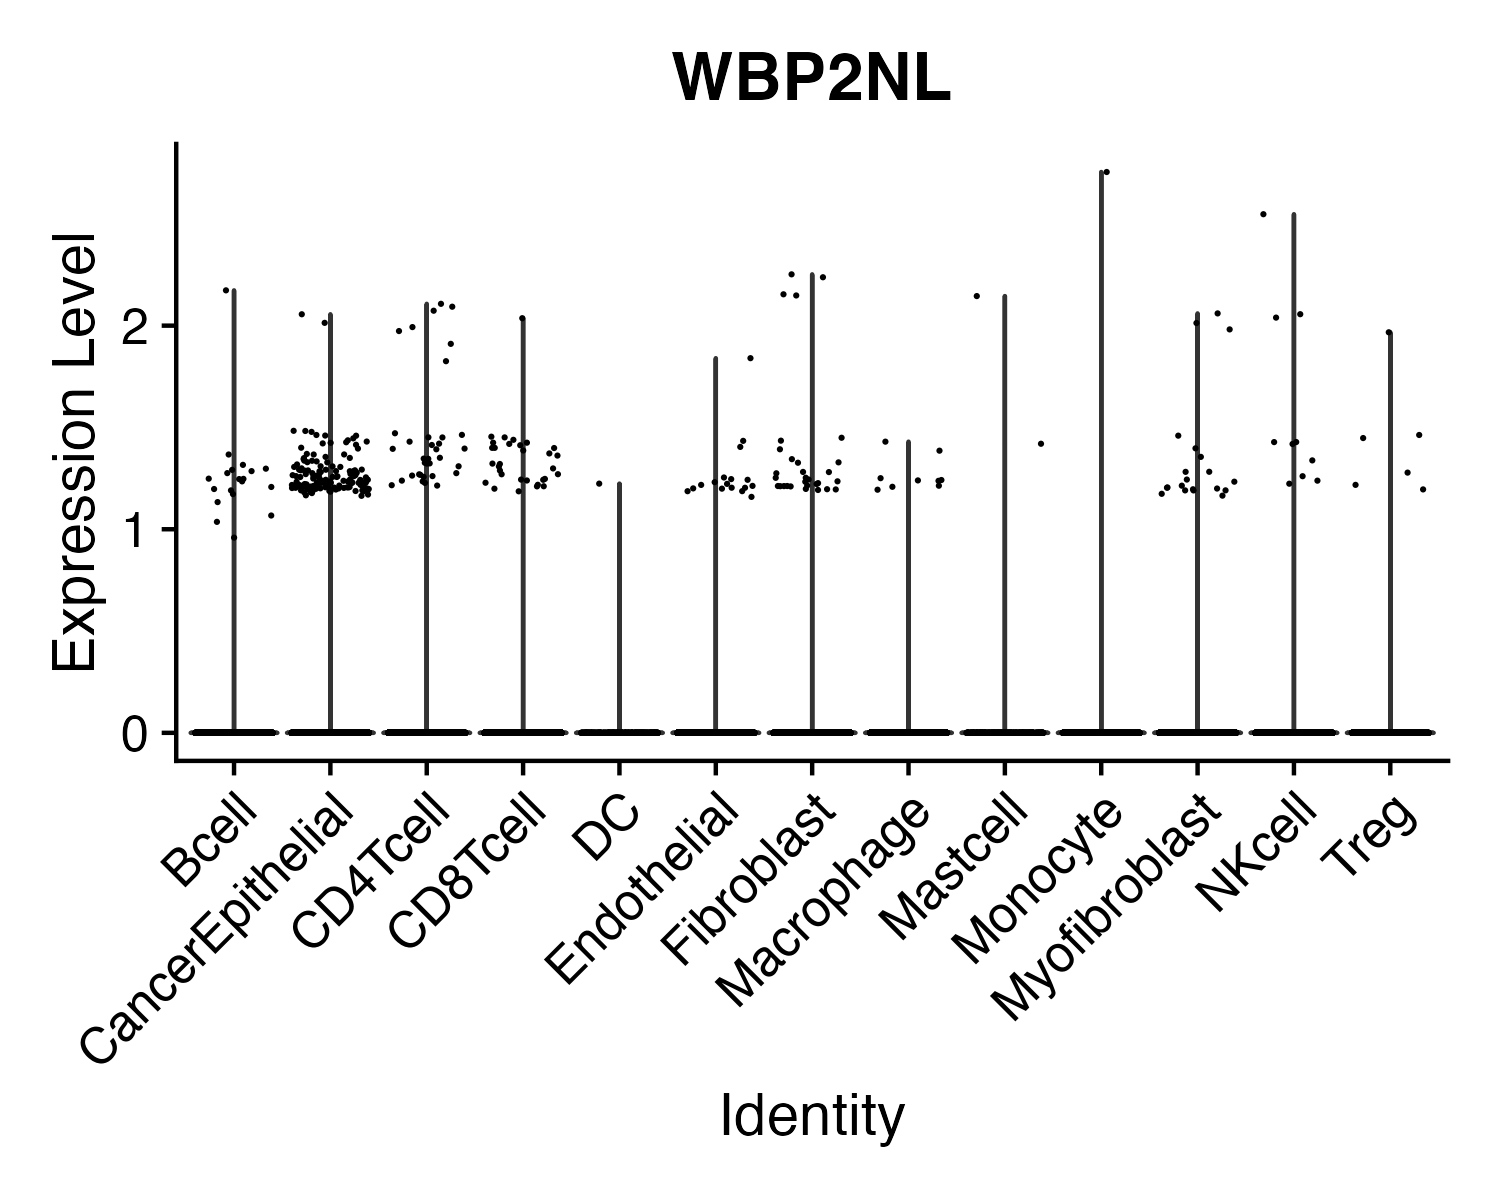 WBP2NL
Expression Level
2
1
0
Bcell
CancerEpithelial
CD4Tcell
CD8Tcell
DC
Endothelial
Fibroblast
Macrophage
Mastcell
Monocyte
Myofibroblast
NKcell
Treg
Identity